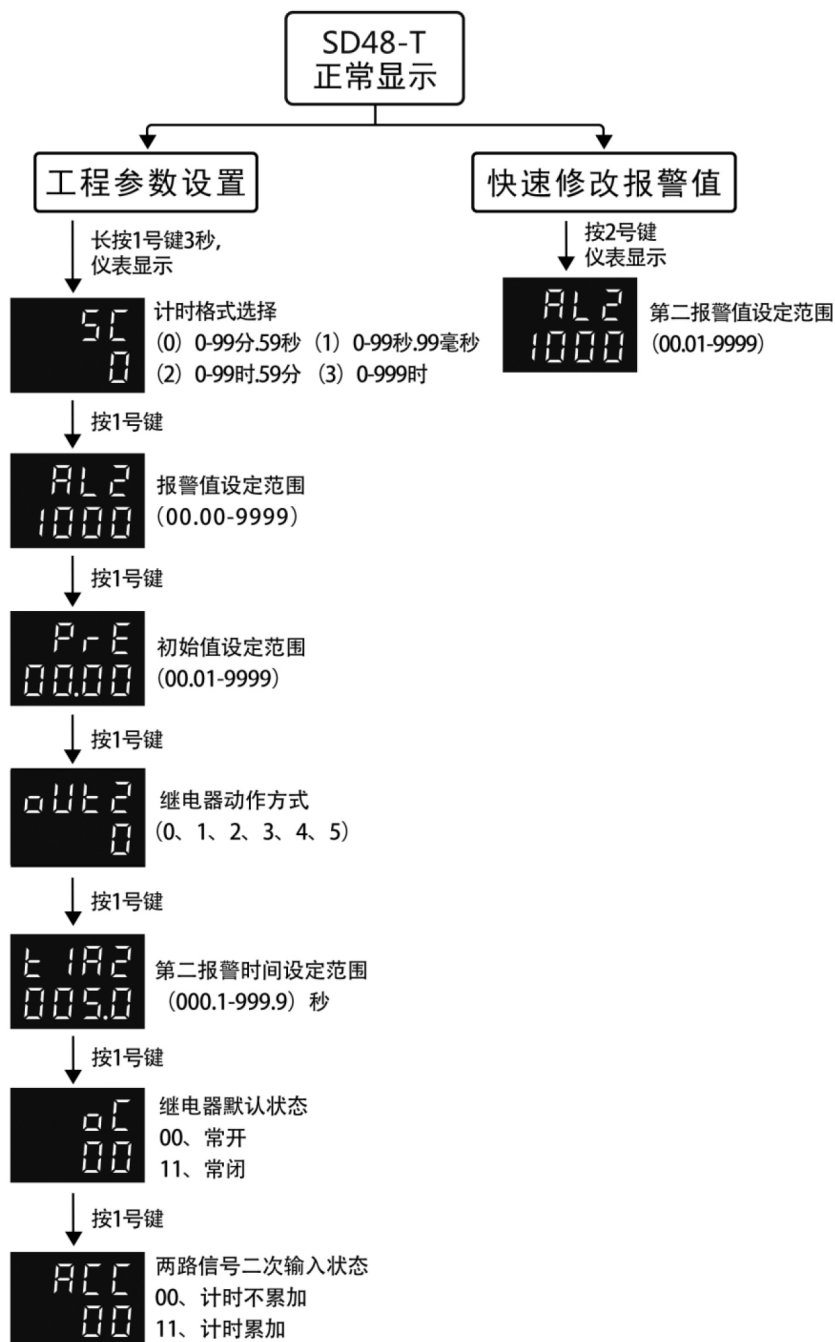 SD48-T
正常显示
工程参数设置
快速修改报警值
长按1号键3秒,
仪表显示
SC
0
计时格式选择
(0) 0-99分.59秒 (1) 0-99秒.99毫秒
(2) 0-99时.59分 (3) 0-999时
按2号键
仪表显示
AL2
1000
第二报警值设定范围
(00.01-9999)
按1号键
AL2
1000
报警值设定范围
(00.00-9999)
按1号键
PrE
00.00
初始值设定范围
(00.01-9999)
按1号键
oUt2
0
继电器动作方式
(0、1、2、3、4、5)
按1号键
t1A2
005.0
第二报警时间设定范围
(000.1-999.9) 秒
按1号键
oC
00
继电器默认状态
00、常开
11、常闭
按1号键
ACC
00
两路信号二次输入状态
00、计时不累加
11、计时累加